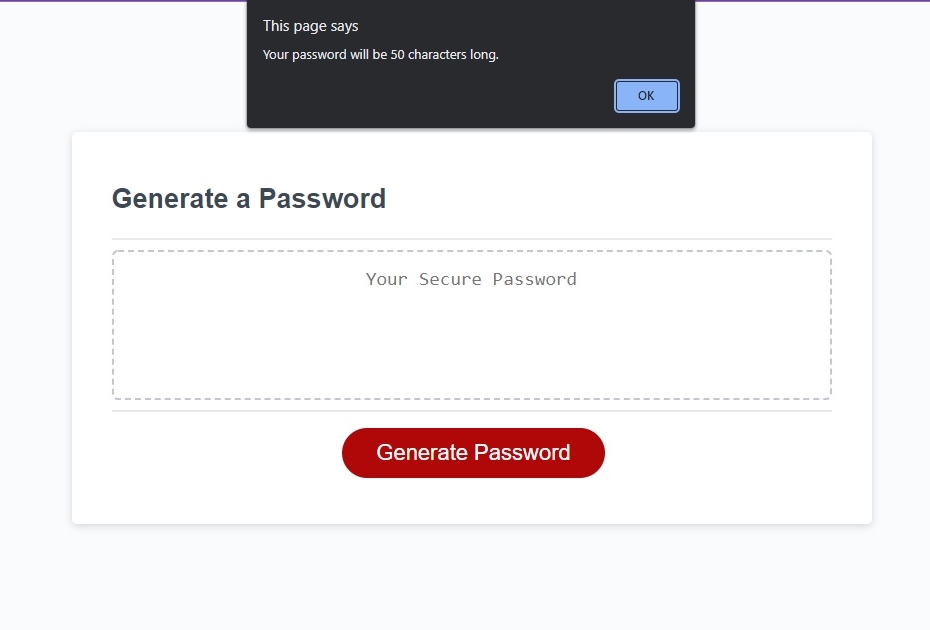 This page says
Your password will be 50 characters long.
OK
Generate a Password
Your Secure Password
Generate Password